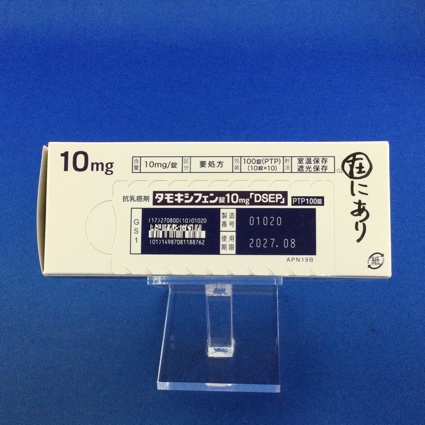 10mg
含量 10mg/錠 区分 要処方 包装 100錠(PTP)
(10錠×10) 貯法 室温保存
遮光保存
在にあり
抗乳癌剤 タモキシフェン錠10mg「DSEP」 PTP100錠
GS1
(17)270800(10)01020
(01)14987081188762
製造
番号 01020
使用
期限 2027.08
APN19B
紙